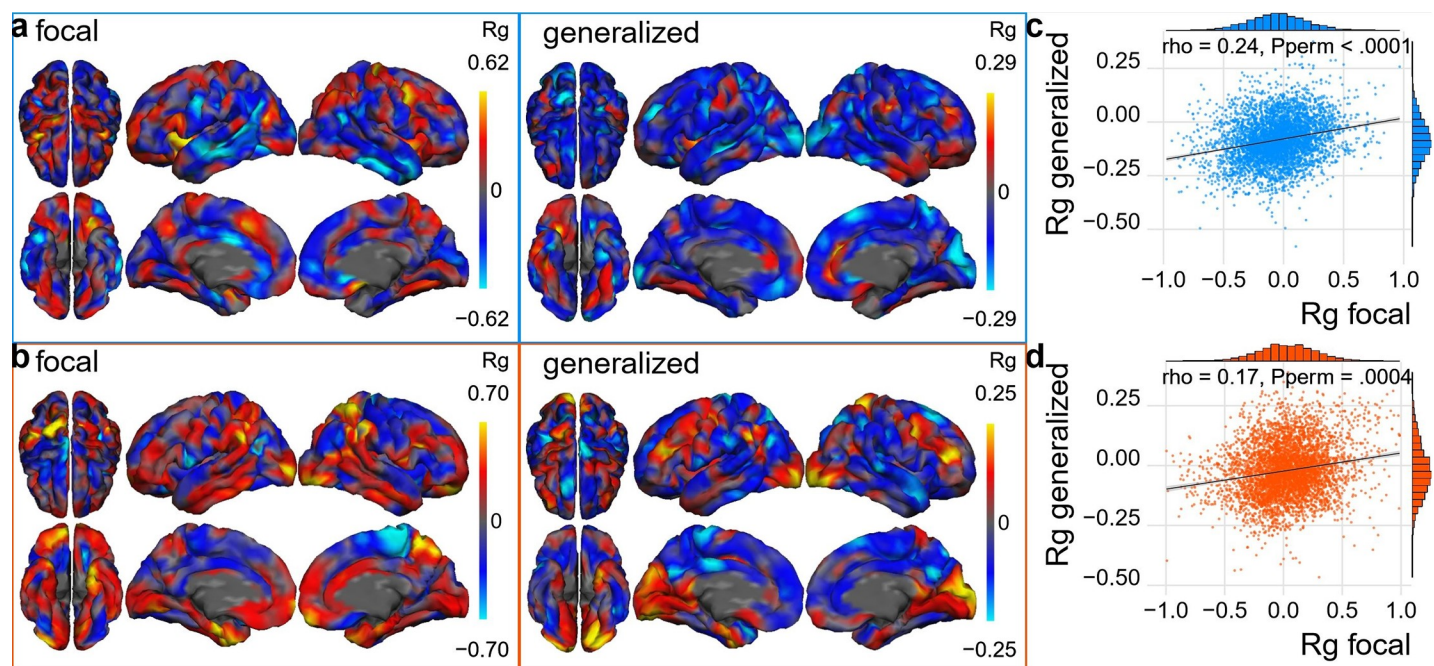 a focal
Rg
0.62
0
−0.62
generalized
Rg
0.29
0
−0.29
c
rho = 0.24, Pperm < .0001
Rg generalized
0.25
0.00
−0.25
−0.50
−1.0 −0.5 0.0 0.5 1.0
Rg focal
b focal
Rg
0.70
0
−0.70
generalized
Rg
0.25
0
−0.25
d
rho = 0.17, Pperm = .0004
Rg generalized
0.25
0.00
−0.25
−0.50
−1.0 −0.5 0.0 0.5 1.0
Rg focal